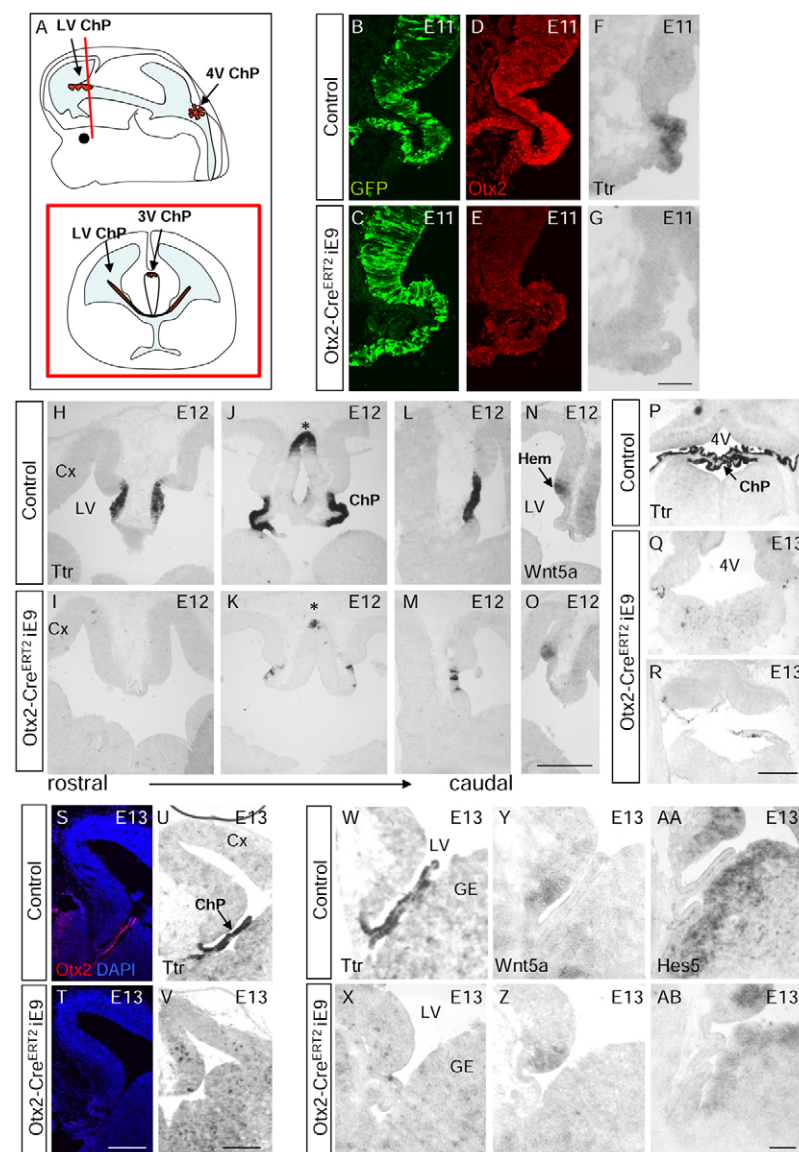 A
LV ChP
4V ChP
3V ChP
LV ChP
Control
B E11
GFP
D E11
Otx2
F E11
Ttr
Otx2-CreERT2 iE9
C E11
E E11
G E11
Control
H E12
Cx
LV
Ttr
J E12
*
ChP
L
N E12
Hem
LV
Wnt5a
Control
P
4V
ChP
Ttr
Otx2-CreERT2 iE9
I E12
Cx
K E12
*
M E12
O E12
Otx2-CreERT2 iE9
Q E13
4V
R E13
rostral caudal
Control
S E13
Otx2 DAPI
U E13
Cx
ChP
Ttr
Otx2-CreERT2 iE9
T E13
V E13
Control
W E13
LV
GE
Ttr
Y E13
Wnt5a
AA E13
Hes5
Otx2-CreERT2 iE9
X E13
LV
GE
Z E13
AB E13